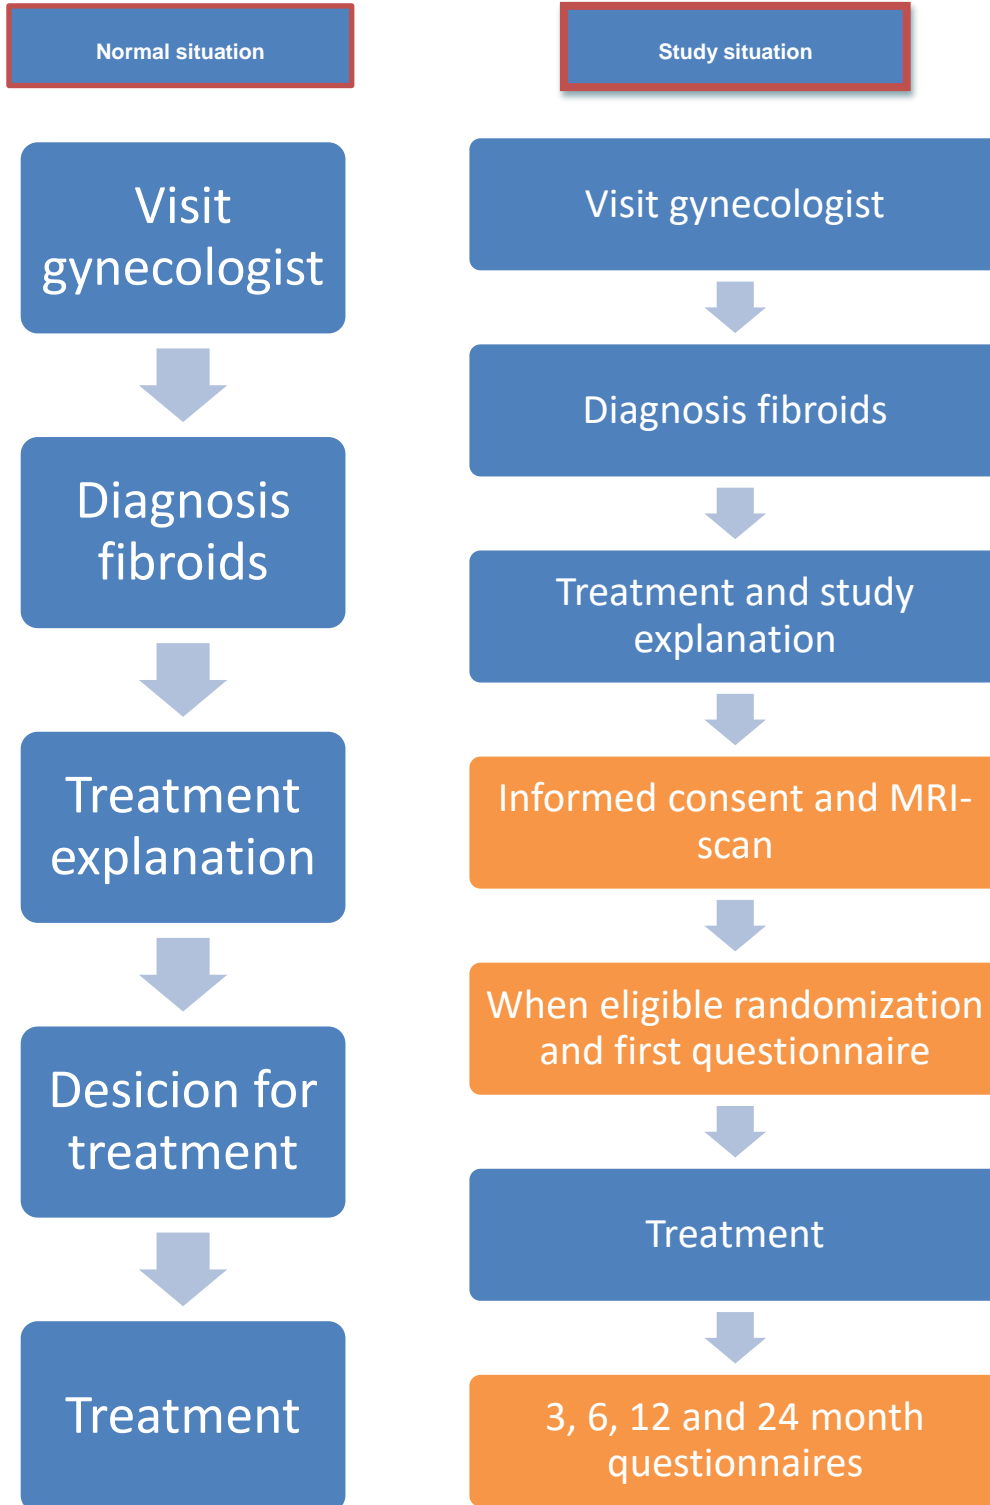 Normal situation
Visit
gynecologist
Diagnosis
fibroids
Treatment
explanation
Desicion for
treatment
Treatment
Study situation
Visit gynecologist
Diagnosis fibroids
Treatment and study
explanation
Informed consent and MRI-
scan
When eligible randomization
and first questionnaire
Treatment
3, 6, 12 and 24 month
questionnaires